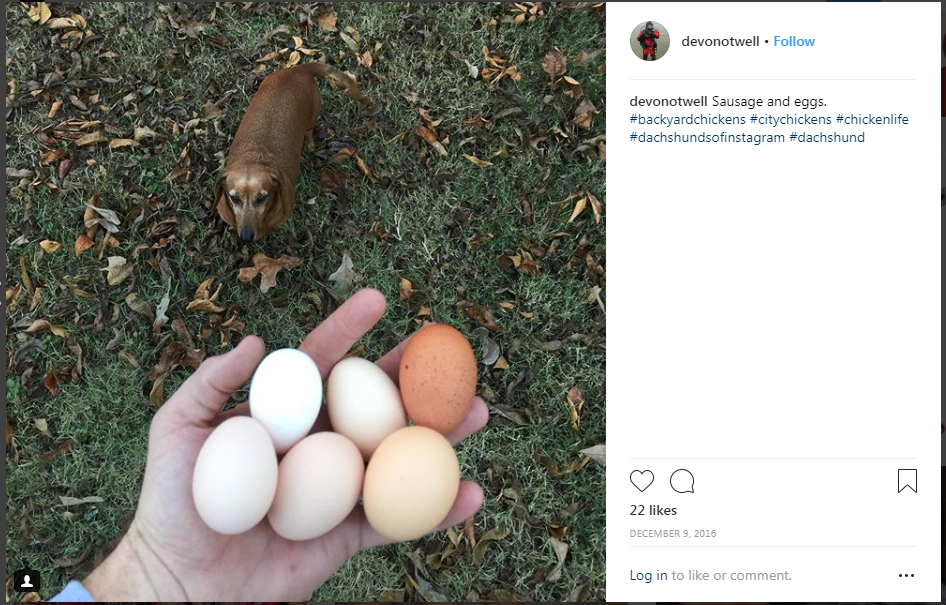 devonotwell • Follow
devonotwell Sausage and eggs.
#backyardchickens #citychickens #chickenlife
#dachshundsofinstagram #dachshund
22 likes
DECEMBER 9, 2016
Log in to like or comment.